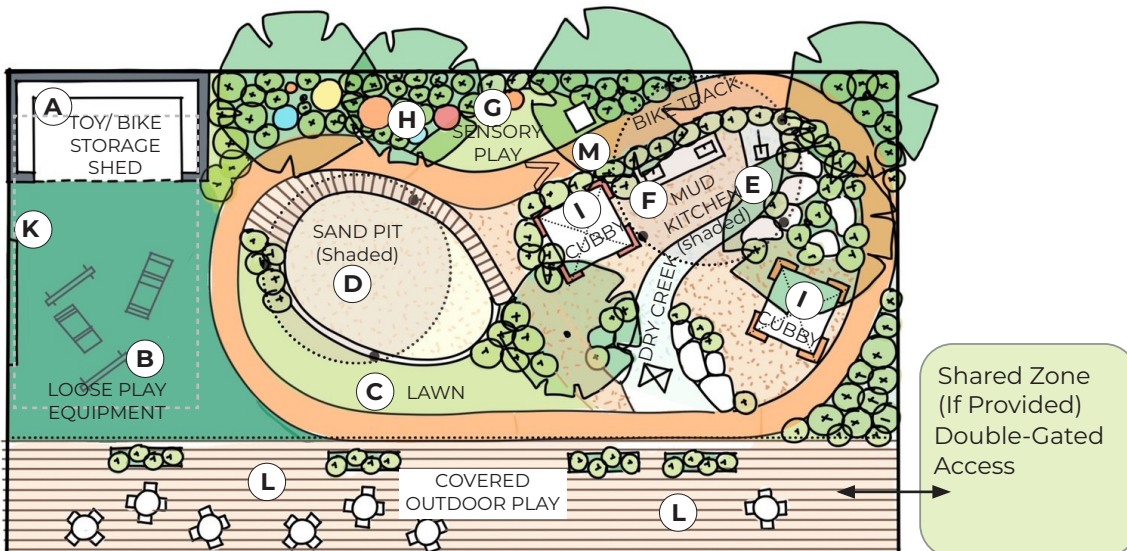 A
TOY/ BIKE
STORAGE
SHED
H
G
SENSORY
PLAY
BIKE TRACK
M
K
SAND PIT
(Shaded)
D
I
CUBBY
F
MUD
KITCHEN
(shaded)
E
DRY CREEK
I
CUBBY
B
LOOSE PLAY
EQUIPMENT
C
LAWN
L
COVERED
OUTDOOR PLAY
L
Shared Zone
(If Provided)
Double-Gated
Access